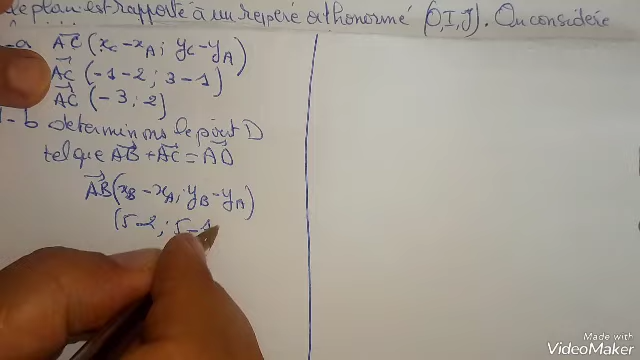 le plan est rapporté à un repère orthonormé (O,I,J). On considère
-a AC(xC-xA; yC-yA)
AC(-1-2; 3-1)
AC(-3; 2)
1-b determinons le point D
tel que AB + AC = AD
AB(xB-xA; yB-yA)
(5-2; 5-1
Made with
VideoMaker